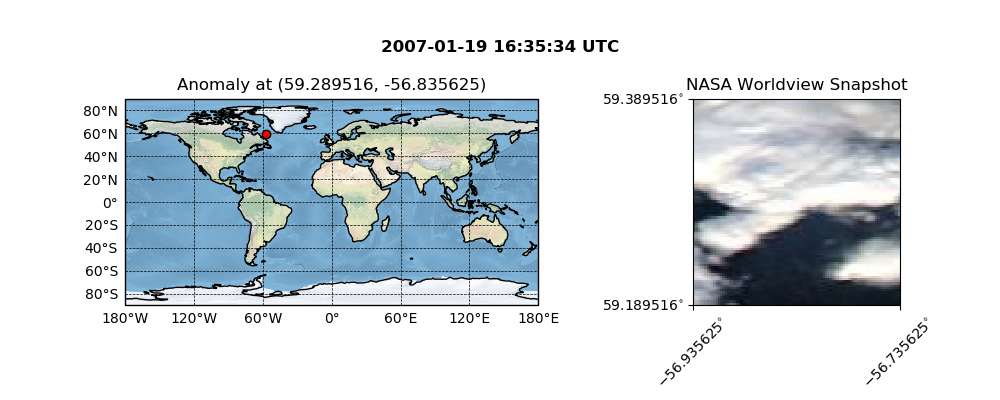 2007-01-19 16:35:34 UTC
Anomaly at (59.289516, -56.835625)
80°N
60°N
40°N
20°N
0°
20°S
40°S
60°S
80°S
180°W 120°W 60°W 0° 60°E 120°E 180°E
NASA Worldview Snapshot
59.389516°
59.189516°
−56.935625°
−56.735625°